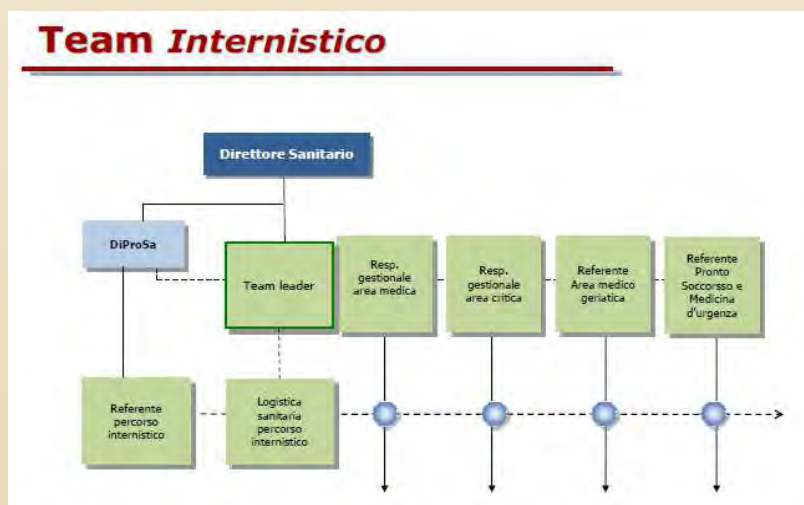 Team Internistico
Direttore Sanitario
DiProSa
Team leader
Resp.
gestionale
area medica
Resp.
gestionale
area critica
Referente
Area medico
geriatica
Referente
Pronto
Soccorsso e
Medicina
d'urgenza
Referente
percorso
internistico
Logistica
sanitaria
percorso
internistico